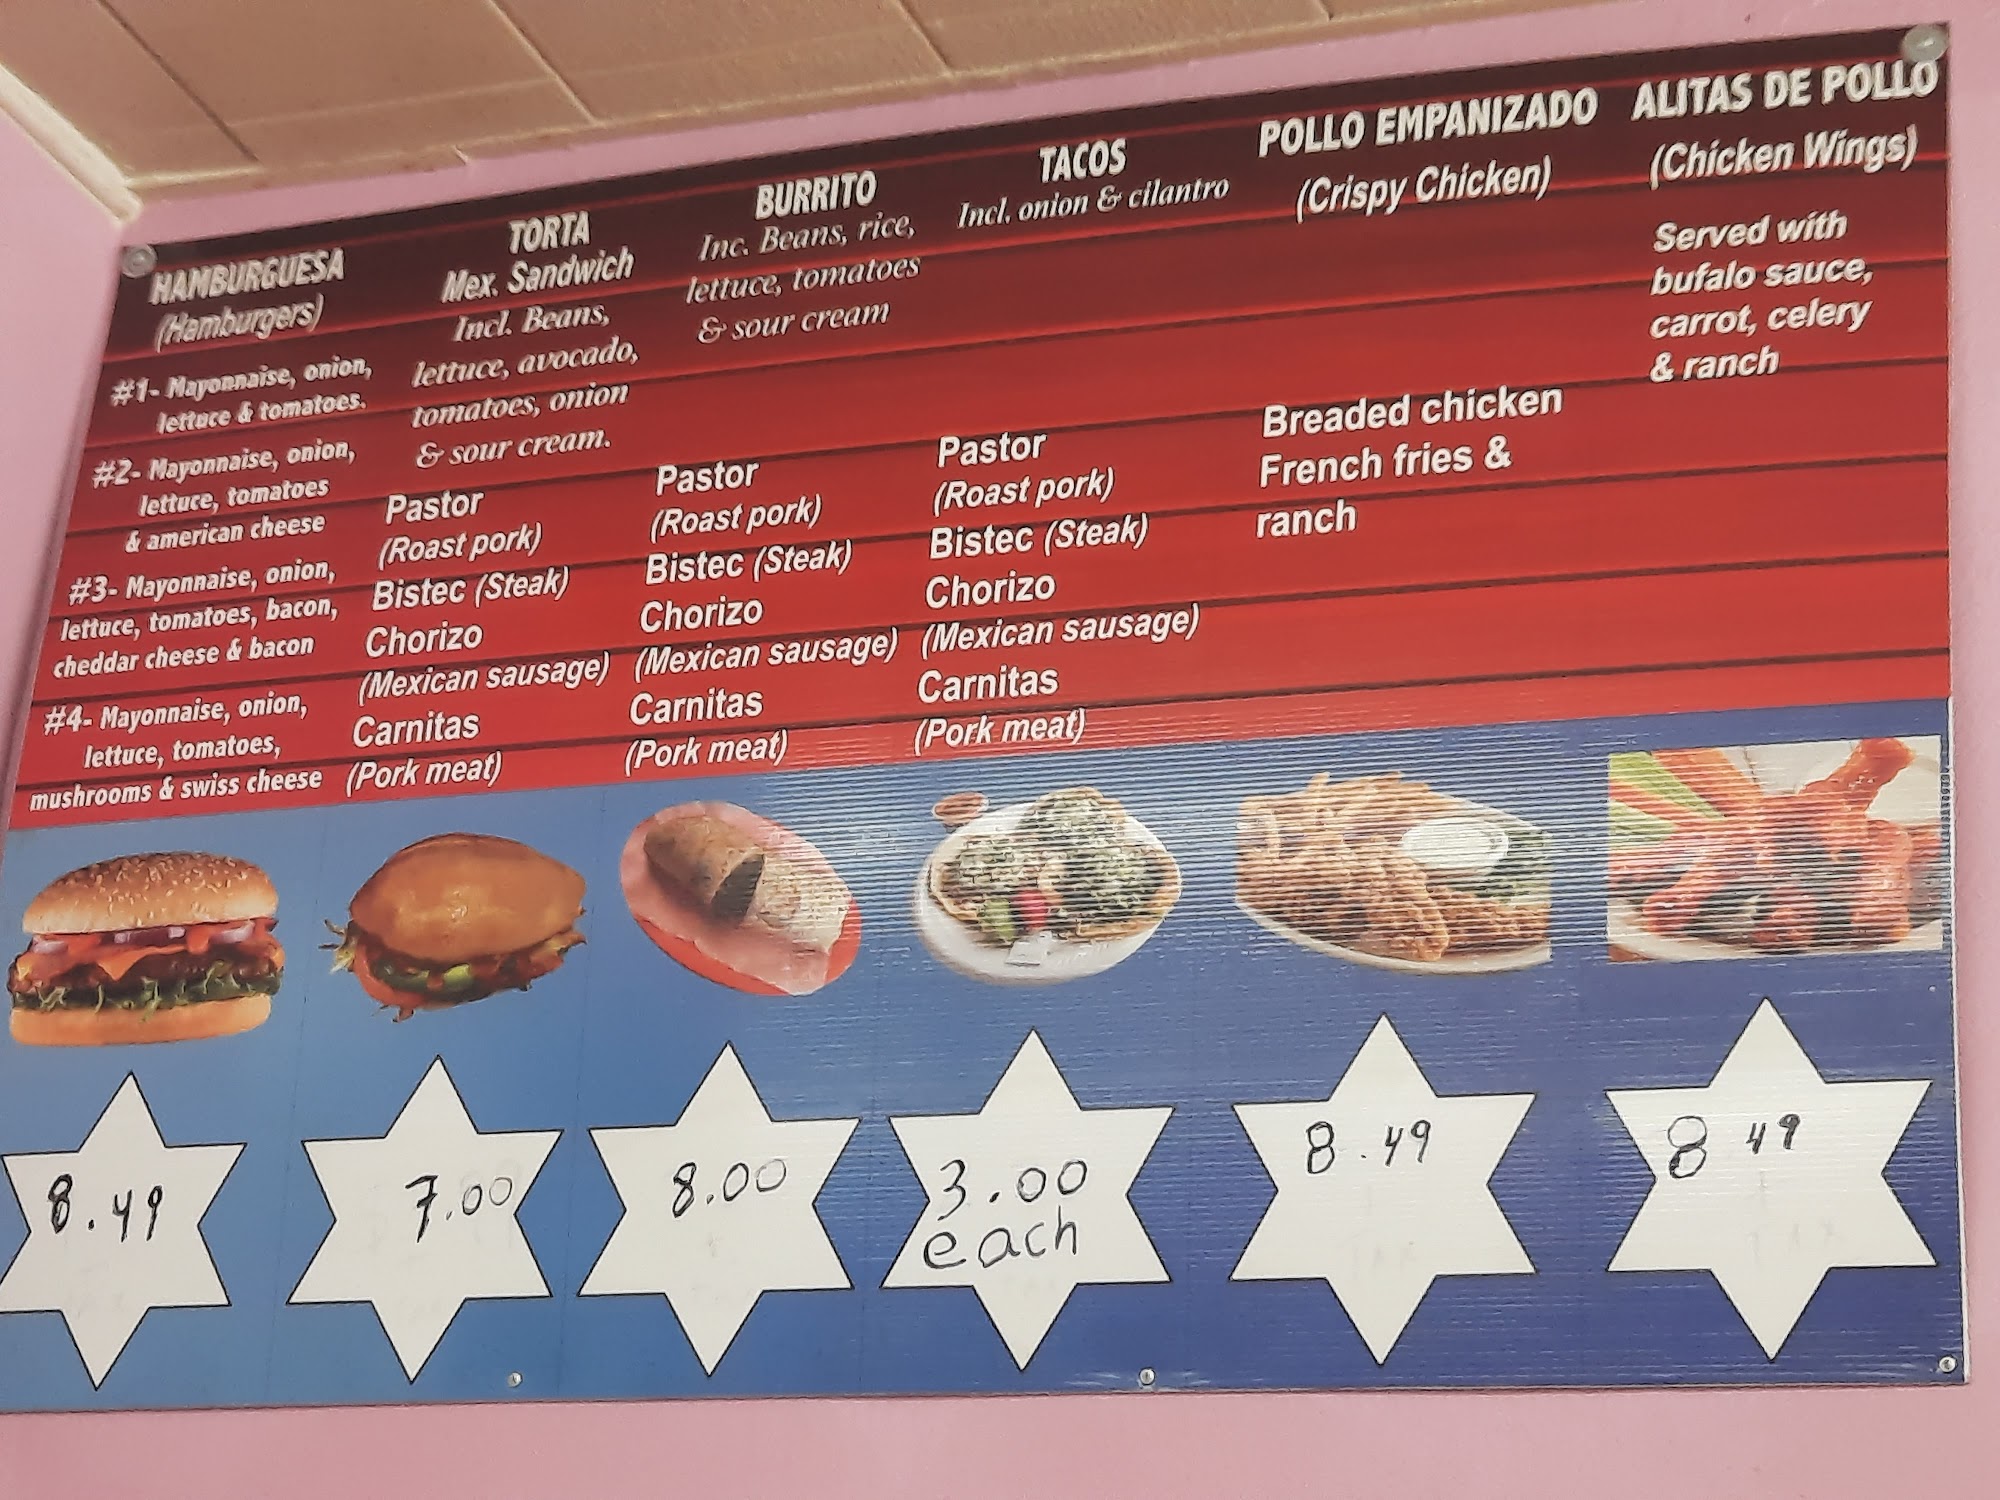 HAMBURGUESA
(Hamburgers)
#1- Mayonnaise, onion,
lettuce & tomatoes.
#2- Mayonnaise, onion,
lettuce, tomatoes
& american cheese
#3- Mayonnaise, onion,
lettuce, tomatoes, bacon,
cheddar cheese & bacon
#4- Mayonnaise, onion,
lettuce, tomatoes,
mushrooms & swiss cheese
8.49
TORTA
Mex. Sandwich
Incl. Beans,
lettuce, avocado,
tomatoes, onion
& sour cream.
Pastor
(Roast pork)
Bistec (Steak)
Chorizo
(Mexican sausage)
Carnitas
(Pork meat)
7.00
BURRITO
Inc. Beans, rice,
lettuce, tomatoes
& sour cream
Pastor
(Roast pork)
Bistec (Steak)
Chorizo
(Mexican sausage)
Carnitas
(Pork meat)
8.00
TACOS
Incl. onion & cilantro
Pastor
(Roast pork)
Bistec (Steak)
Chorizo
(Mexican sausage)
Carnitas
(Pork meat)
3.00
each
POLLO EMPANIZADO
(Crispy Chicken)
Breaded chicken
French fries &
ranch
8.49
ALITAS DE POLLO
(Chicken Wings)
Served with
bufalo sauce,
carrot, celery
& ranch
8 49